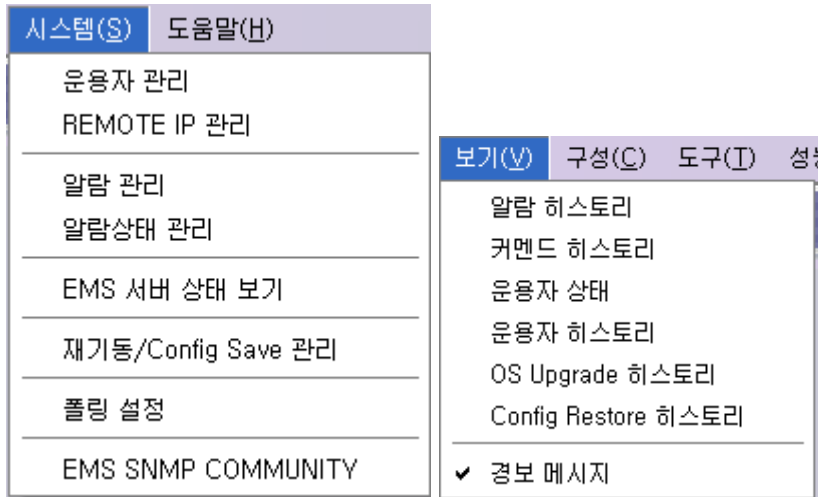 시스템(S) 도움말(H)
운용자 관리
REMOTE IP 관리
알람 관리
알람상태 관리
EMS 서버 상태 보기
재기동/Config Save 관리
폴링 설정
EMS SNMP COMMUNITY
보기(V) 구성(C) 도구(T)
알람 히스토리
커멘드 히스토리
운용자 상태
운용자 히스토리
OS Upgrade 히스토리
Config Restore 히스토리
✔ 경보 메시지